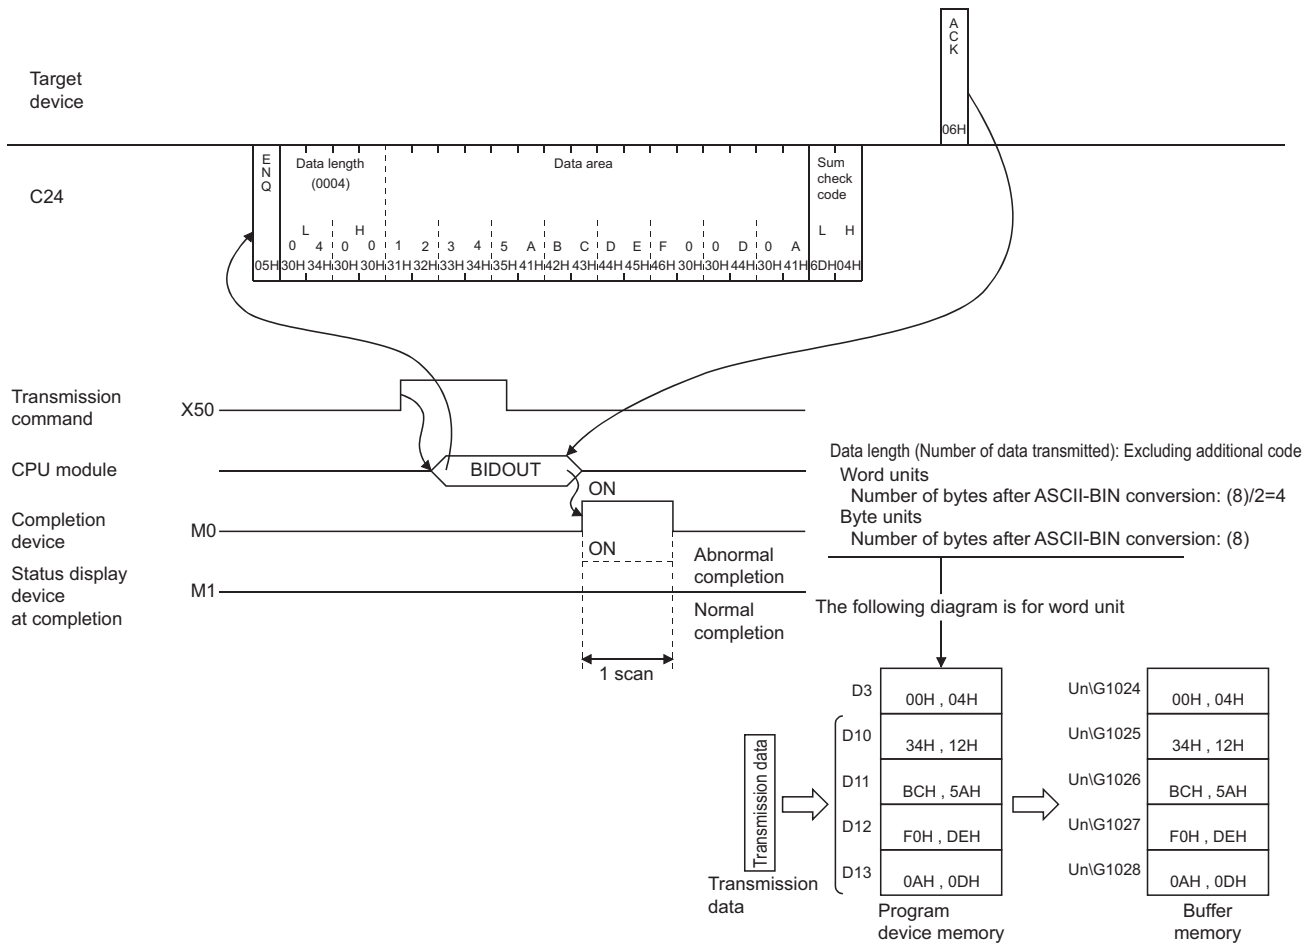 A
C
K
Target
device
06H
E
N
Q
Data length
(0004)
Data area
Sum
check
code
C24
L H L H
0 4 0 0 1 2 3 4 5 A B C D E F 0 0 D 0 A
05H 30H 34H 30H 30H 31H 32H 33H 34H 35H 41H 42H 43H 44H 45H 46H 30H 30H 44H 30H 41H 6DH 04H
Transmission
command
X50
CPU module
BIDOUT
ON
Completion
device
M0
ON
Abnormal
completion
Status display
device
at completion
M1
Normal
completion
1 scan
Data length (Number of data transmitted): Excluding additional code
Word units
Number of bytes after ASCII-BIN conversion: (8)/2=4
Byte units
Number of bytes after ASCII-BIN conversion: (8)
The following diagram is for word unit
D3 00H , 04H Un\G1024 00H , 04H
D10 34H , 12H Un\G1025 34H , 12H
D11 BCH , 5AH Un\G1026 BCH , 5AH
D12 F0H , DEH Un\G1027 F0H , DEH
D13 0AH , 0DH Un\G1028 0AH , 0DH
Transmission data
Transmission
data
Program
device memory
Buffer
memory